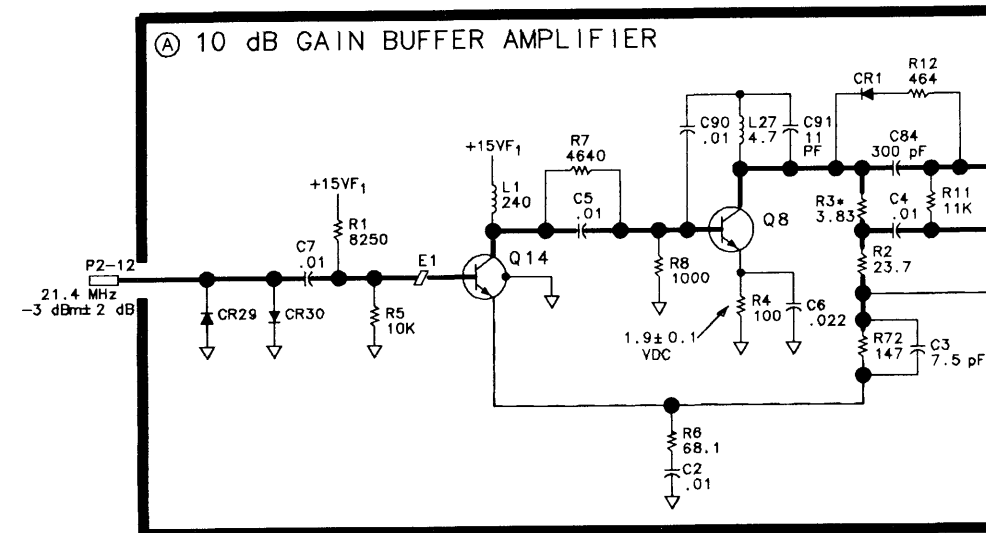 Ⓐ 10 dB GAIN BUFFER AMPLIFIER
R12
464
CR1
C90
.01
L27
4.7
C91
11
PF
C84
300 pF
+15VF₁
R7
4640
L1
240
C5
.01
+15VF₁
R1
8250
R3*
3.83
C4
.01
R11
11K
Q8
C7
.01
P2-12
21.4 MHz
-3 dBm± 2 dB
E1
Q14
R8
1000
R2
23.7
CR29
CR30
R5
10K
R4
100
C6
.022
1.9± 0.1
VDC
R72
147
C3
7.5 pF
R6
68.1
C2
.01